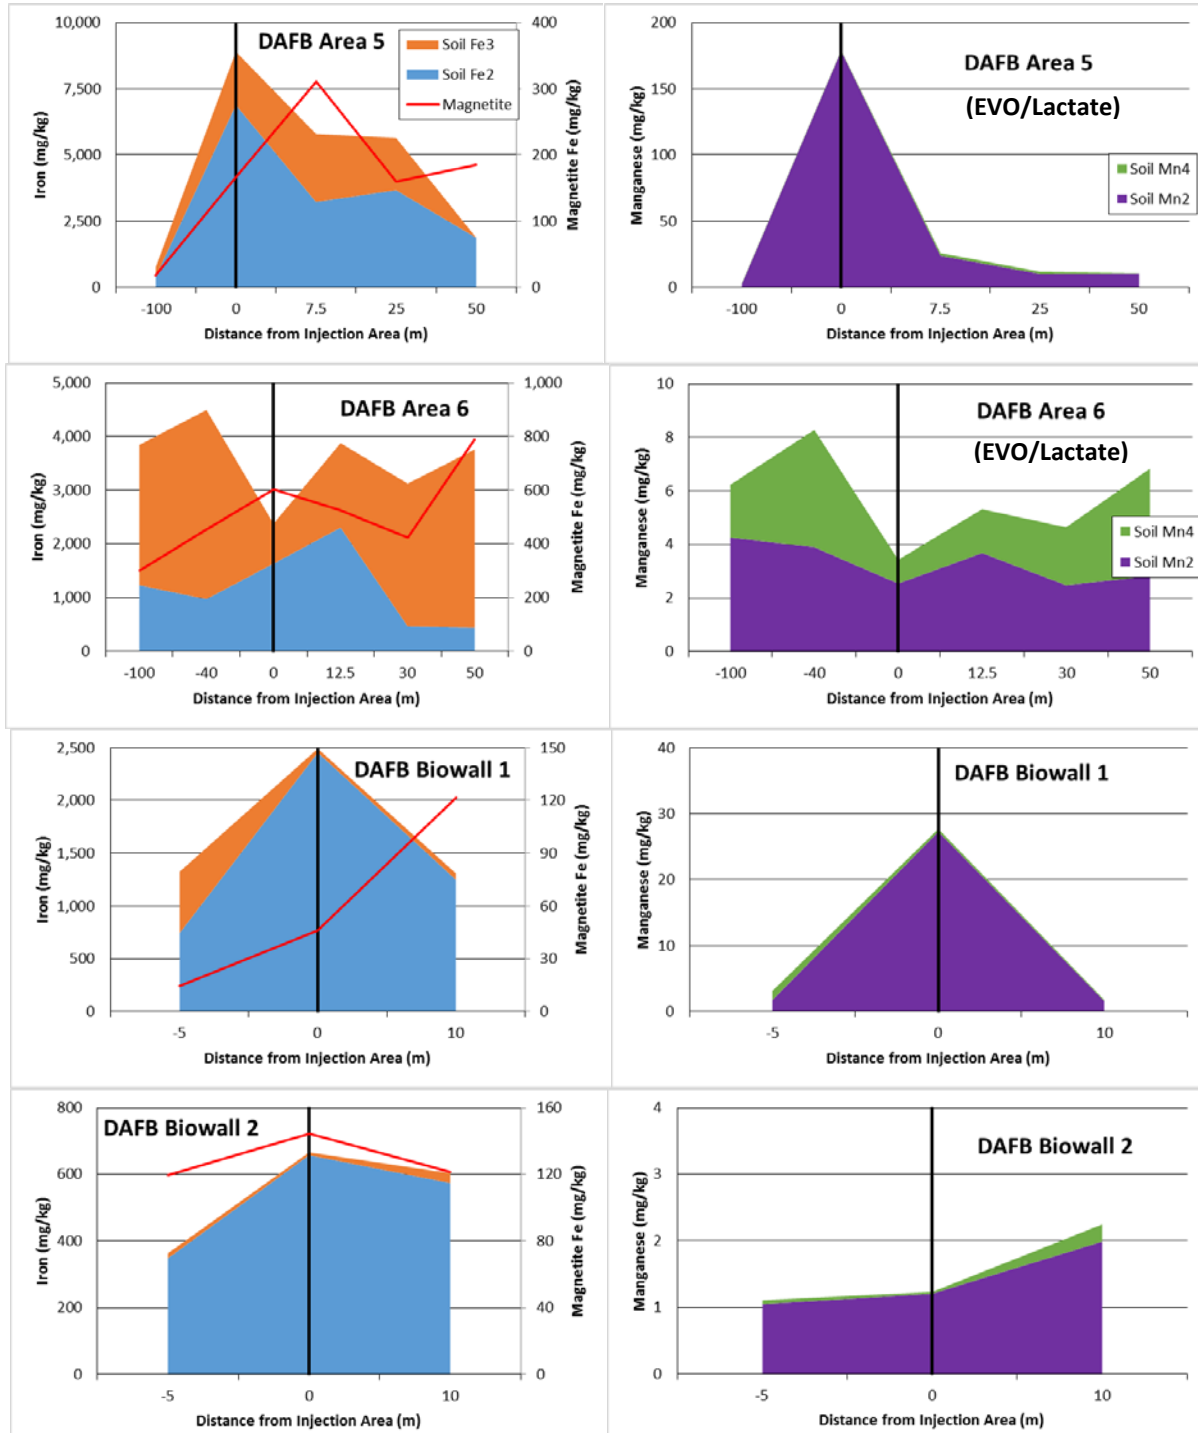 DAFB Area 5
Soil Fe3
Soil Fe2
Magnetite
10,000
7,500
5,000
2,500
0
400
300
200
100
0
Iron (mg/kg)
Magnetite Fe (mg/kg)
-100 0 7.5 25 50
Distance from Injection Area (m)
DAFB Area 5
(EVO/Lactate)
Soil Mn4
Soil Mn2
200
150
100
50
0
Manganese (mg/kg)
-100 0 7.5 25 50
Distance from Injection Area (m)
DAFB Area 6
5,000
4,000
3,000
2,000
1,000
0
1,000
800
600
400
200
0
Iron (mg/kg)
Magnetite Fe (mg/kg)
-100 -40 0 12.5 30 50
Distance from Injection Area (m)
DAFB Area 6
(EVO/Lactate)
Soil Mn4
Soil Mn2
10
8
6
4
2
0
Manganese (mg/kg)
-100 -40 0 12.5 30 50
Distance from Injection Area (m)
DAFB Biowall 1
2,500
2,000
1,500
1,000
500
0
150
120
90
60
30
0
Iron (mg/kg)
Magnetite Fe (mg/kg)
-5 0 10
Distance from Injection Area (m)
DAFB Biowall 1
40
30
20
10
0
Manganese (mg/kg)
-5 0 10
Distance from Injection Area (m)
DAFB Biowall 2
800
600
400
200
0
160
120
80
40
0
Iron (mg/kg)
Magnetite Fe (mg/kg)
-5 0 10
Distance from Injection Area (m)
DAFB Biowall 2
4
3
2
1
0
Manganese (mg/kg)
-5 0 10
Distance from Injection Area (m)